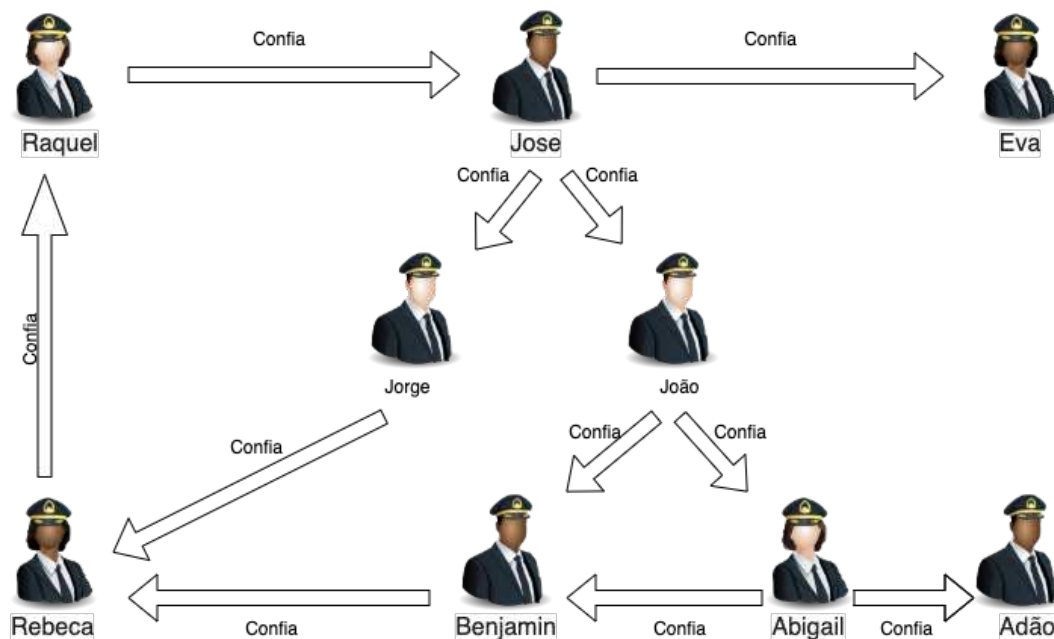 Confia
Confia
Raquel
Jose
Eva
Confia
Confia
Confia
Jorge
João
Confia
Confia
Confia
Rebeca
Confia
Benjamin
Confia
Abigail
Confia
Adão